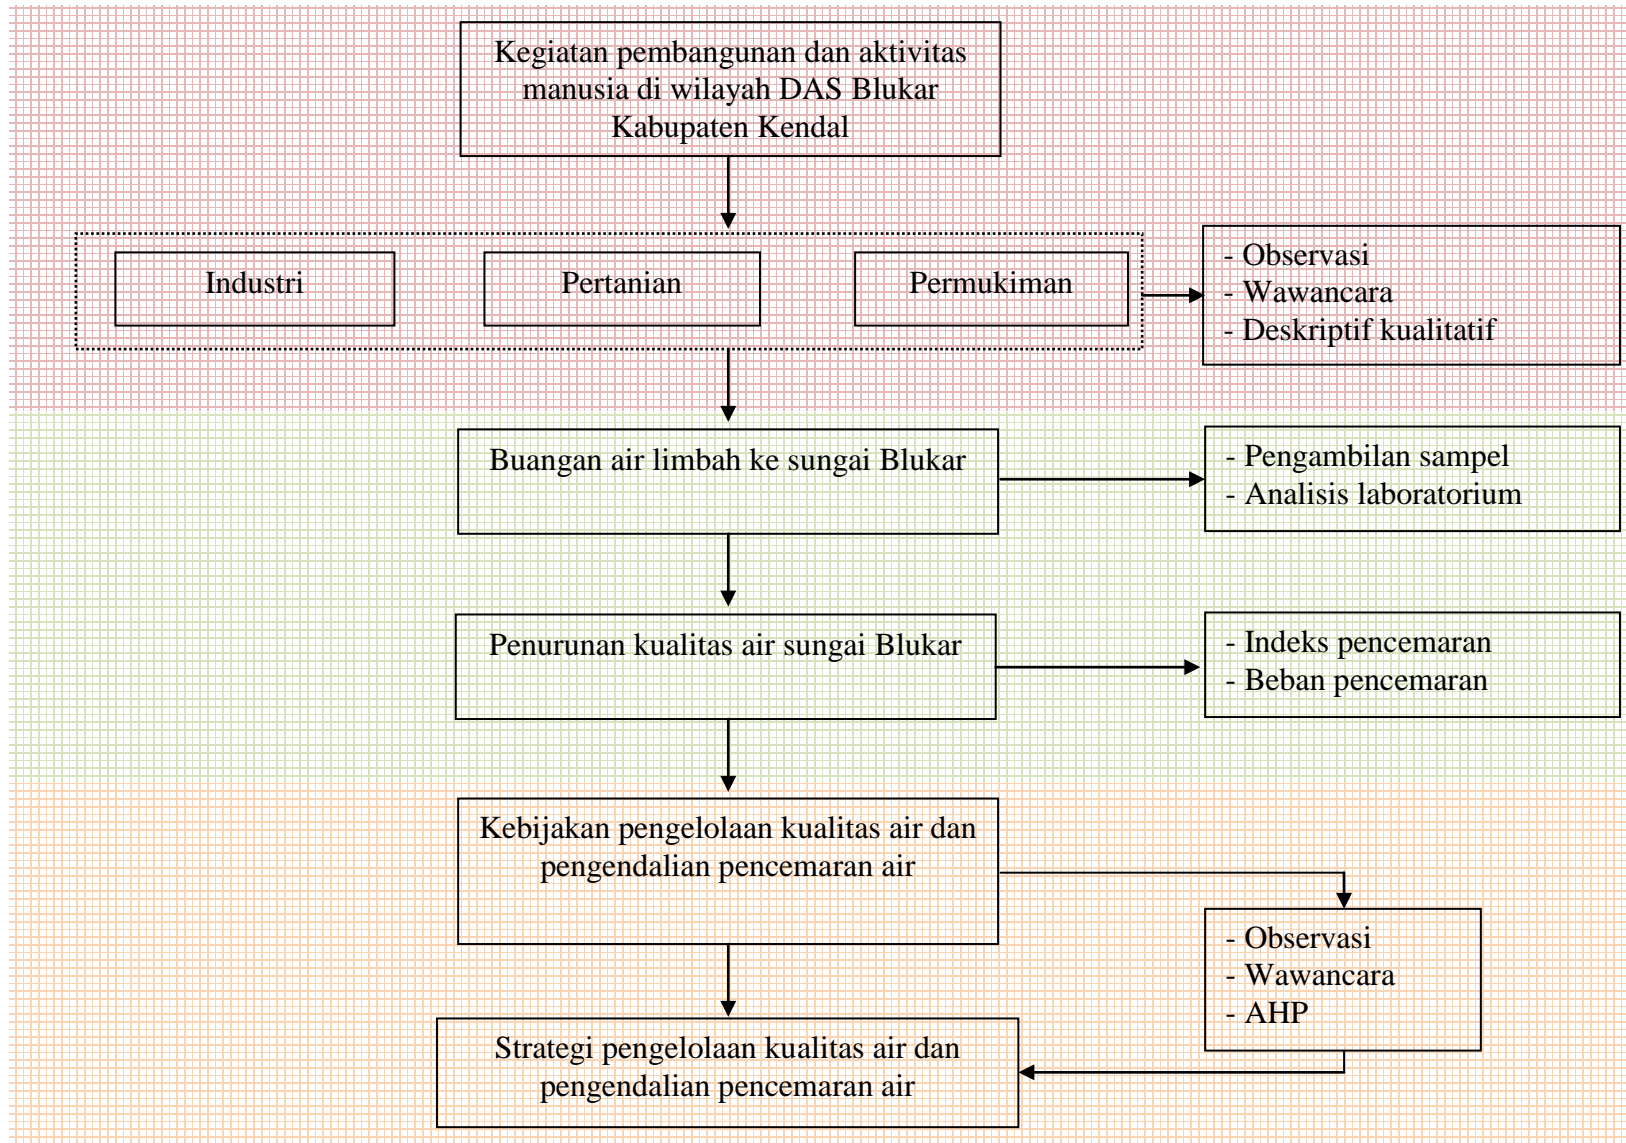 Kegiatan pembangunan dan aktivitas
manusia di wilayah DAS Blukar
Kabupaten Kendal
Industri
Pertanian
Permukiman
- Observasi
- Wawancara
- Deskriptif kualitatif
Buangan air limbah ke sungai Blukar
- Pengambilan sampel
- Analisis laboratorium
Penurunan kualitas air sungai Blukar
- Indeks pencemaran
- Beban pencemaran
Kebijakan pengelolaan kualitas air dan
pengendalian pencemaran air
- Observasi
- Wawancara
- AHP
Strategi pengelolaan kualitas air dan
pengendalian pencemaran air